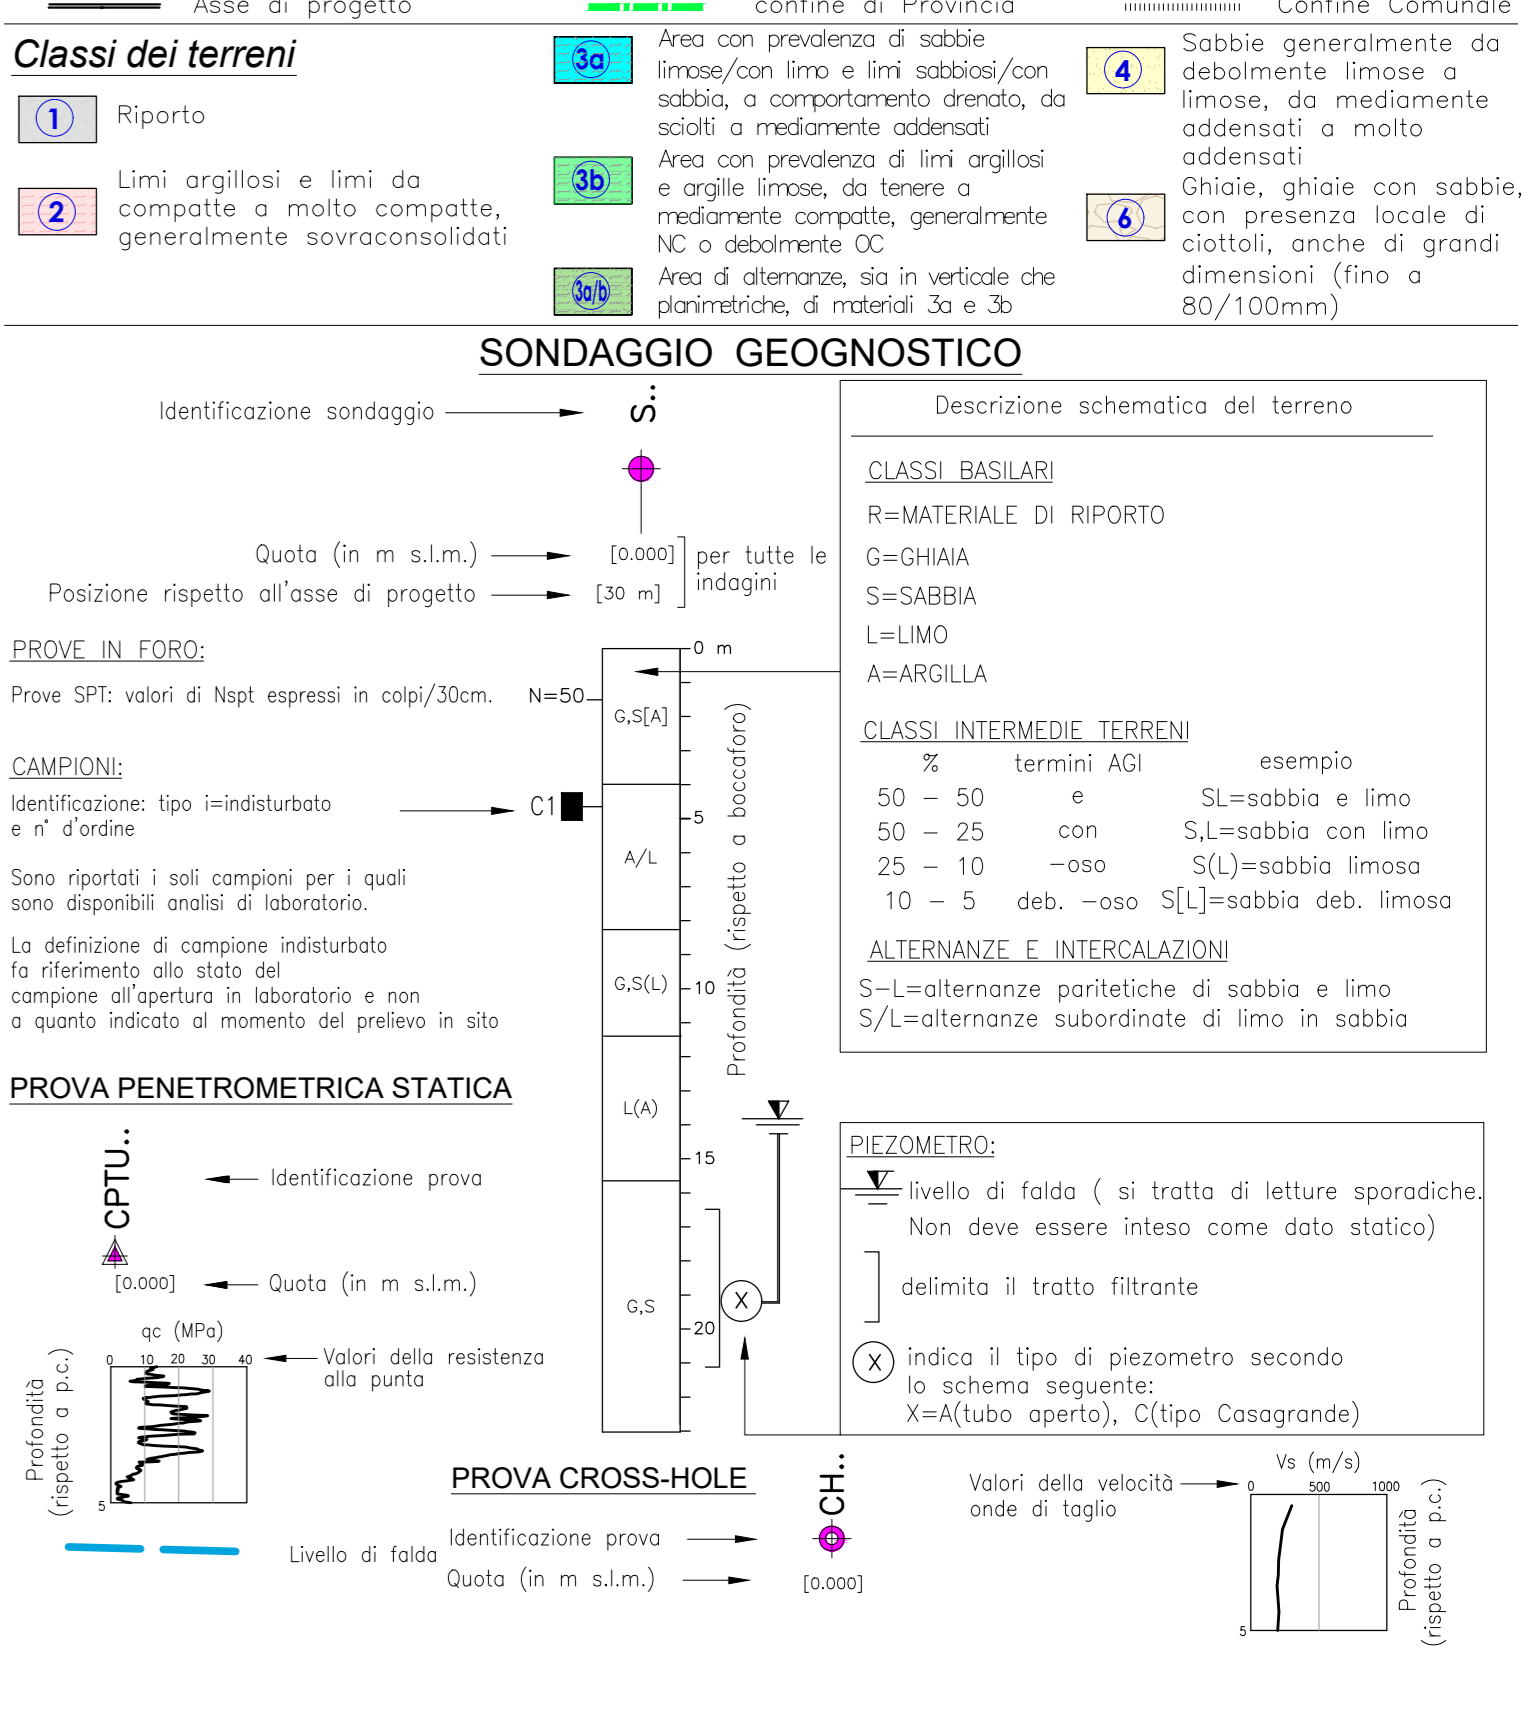 Asse di progetto
confine di Provincia
Confine Comunale
Classi dei terreni
1
Riporto
2
Limi argillosi e limi da
compatte a molto compatte,
generalmente sovraconsolidati
3a
Area con prevalenza di sabbie
limose/con limo e limi sabbiosi/con
sabbia, a comportamento drenato, da
sciolti a mediamente addensati
3b
Area con prevalenza di limi argillosi
e argille limose, da tenere a
mediamente compatte, generalmente
NC o debolmente OC
3a/b
Area di alternanze, sia in verticale che
planimetriche, di materiali 3a e 3b
4
Sabbie generalmente da
debolmente limose a
limose, da mediamente
addensati a molto
addensati
6
Ghiaie, ghiaie con sabbie,
con presenza locale di
ciottoli, anche di grandi
dimensioni (fino a
80/100mm)
SONDAGGIO GEOGNOSTICO
Identificazione sondaggio
S..
Quota (in m s.l.m.)
[0.000]
Posizione rispetto all'asse di progetto
[30 m]
per tutte le
indagini
PROVE IN FORO:
Prove SPT: valori di Nspt espressi in colpi/30cm.
N=50
CAMPIONI:
Identificazione: tipo i=indisturbato
e n° d'ordine
C1
Sono riportati i soli campioni per i quali
sono disponibili analisi di laboratorio.
La definizione di campione indisturbato
fa riferimento allo stato del
campione all'apertura in laboratorio e non
a quanto indicato al momento del prelievo in sito
0 m
5
10
15
20
G,S[A]
A/L
G,S(L)
L(A)
G,S
Profondità (rispetto a boccaforo)
X
Descrizione schematica del terreno
CLASSI BASILARI
R=MATERIALE DI RIPORTO
G=GHIAIA
S=SABBIA
L=LIMO
A=ARGILLA
CLASSI INTERMEDIE TERRENI
% termini AGI esempio
50 - 50 e SL=sabbia e limo
50 - 25 con S,L=sabbia con limo
25 - 10 -oso S(L)=sabbia limosa
10 - 5 deb. -oso S[L]=sabbia deb. limosa
ALTERNANZE E INTERCALAZIONI
S-L=alternanze paritetiche di sabbia e limo
S/L=alternanze subordinate di limo in sabbia
PROVA PENETROMETRICA STATICA
CPTU..
Identificazione prova
[0.000]
Quota (in m s.l.m.)
qc (MPa)
0 10 20 30 40
Valori della resistenza
alla punta
Profondità
(rispetto a p.c.)
5
Livello di falda
PIEZOMETRO:
livello di falda ( si tratta di letture sporadiche.
Non deve essere inteso come dato statico)
delimita il tratto filtrante
X
indica il tipo di piezometro secondo
lo schema seguente:
X=A(tubo aperto), C(tipo Casagrande)
PROVA CROSS-HOLE
CH..
Identificazione prova
Quota (in m s.l.m.)
[0.000]
Valori della velocità
onde di taglio
Vs (m/s)
0 500 1000
5
Profondità
(rispetto a p.c.)